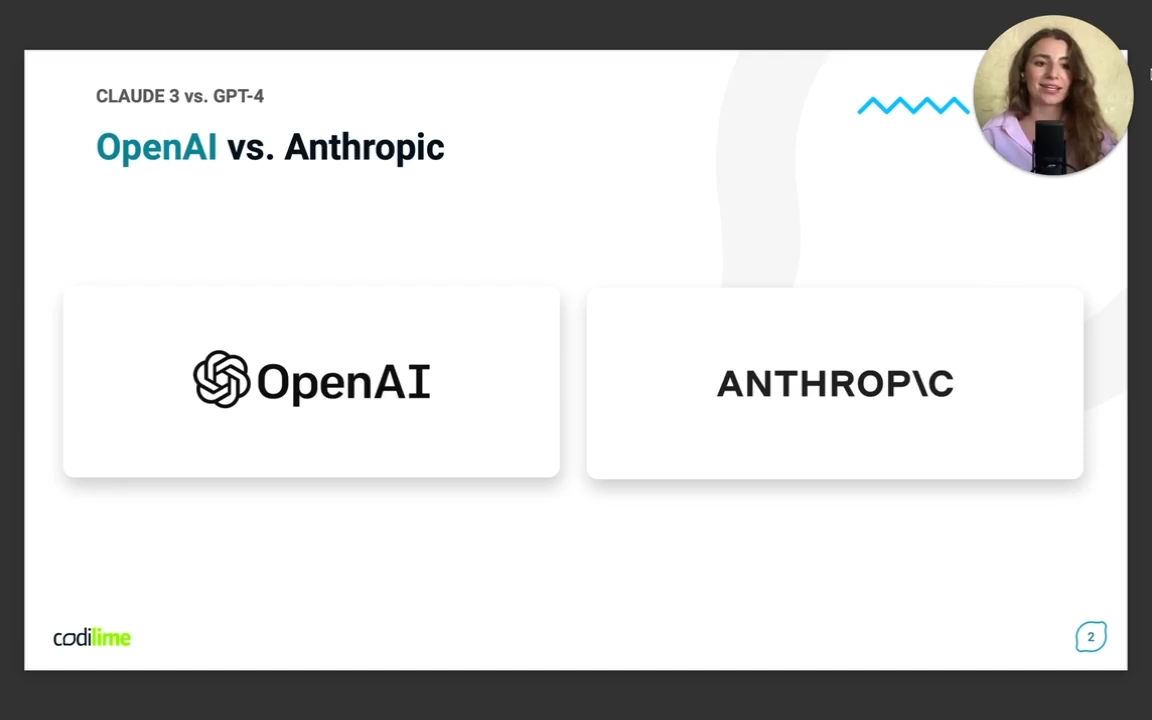 CLAUDE 3 vs. GPT-4
OpenAI vs. Anthropic
OpenAI
ANTHROP\C
codilime
2